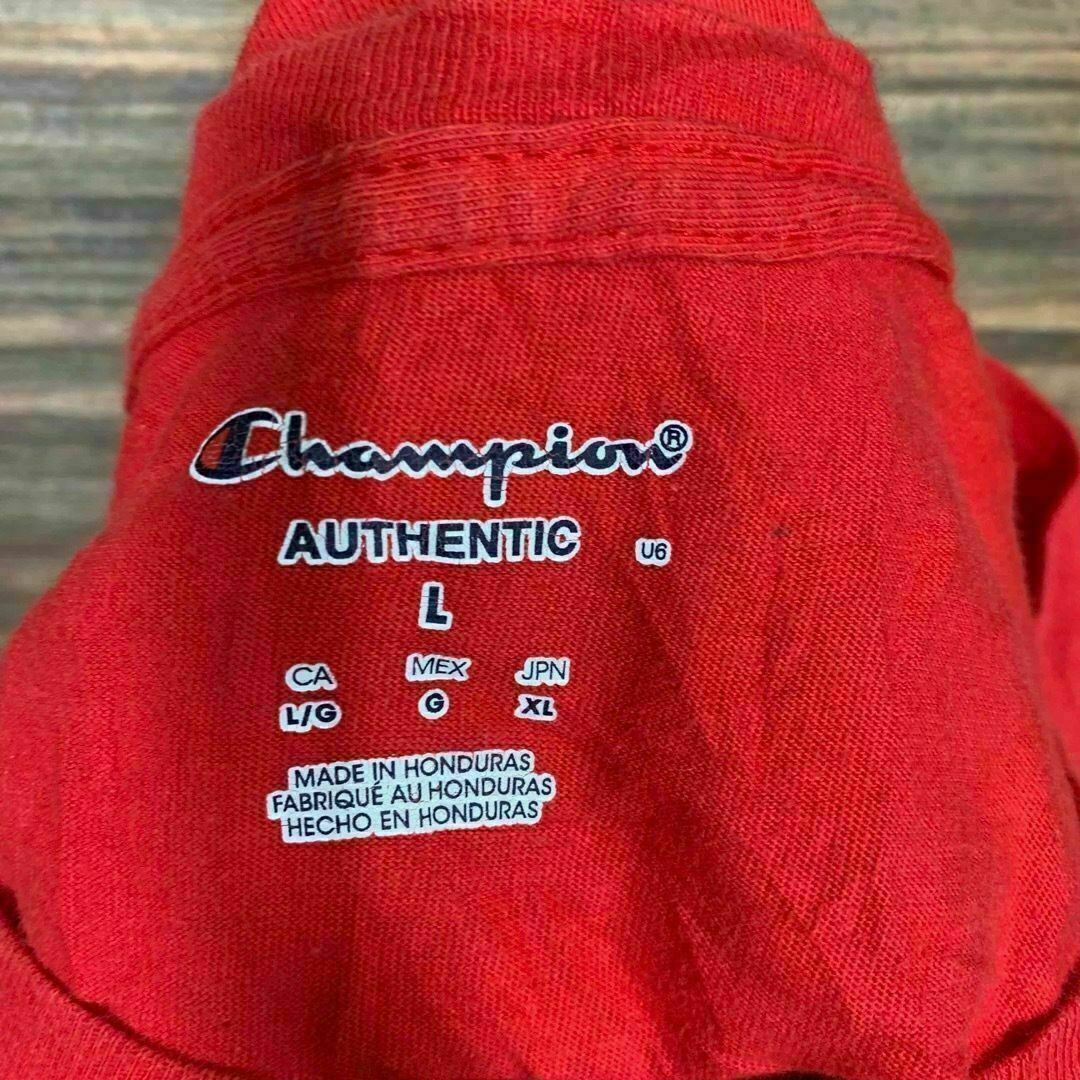 Champion®
AUTHENTIC U6
L
CA MEX JPN
L/G G XL
MADE IN HONDURAS
FABRIQUÉ AU HONDURAS
HECHO EN HONDURAS